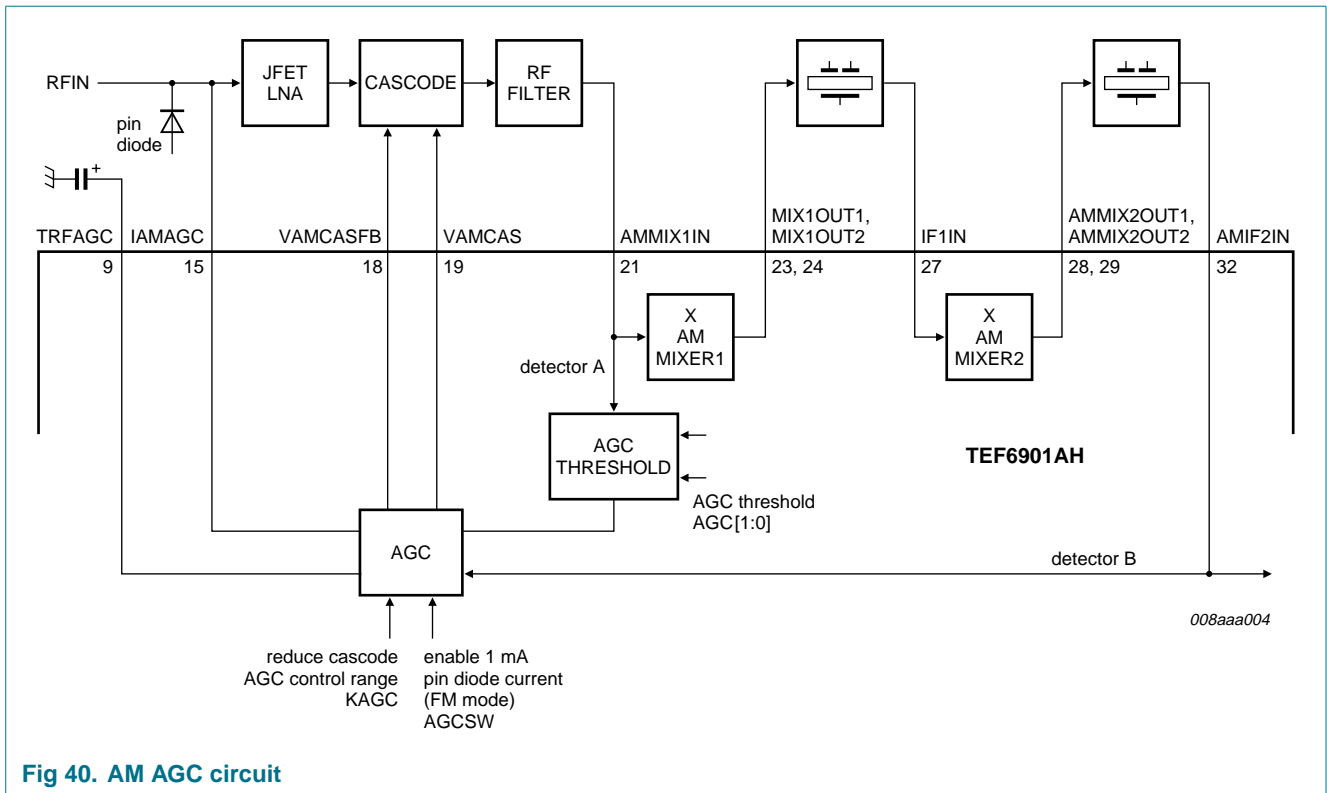 RFIN
pin
diode
JFET
LNA
CASCODE
RF
FILTER
+
TRFAGC
IAMAGC
VAMCASFB
VAMCAS
AMMIX1IN
MIX1OUT1,
MIX1OUT2
IF1IN
AMMIX2OUT1,
AMMIX2OUT2
AMIF2IN
9
15
18
19
21
23, 24
27
28, 29
32
X
AM
MIXER1
X
AM
MIXER2
detector A
AGC
THRESHOLD
AGC threshold
AGC[1:0]
TEF6901AH
AGC
detector B
reduce cascode
AGC control range
KAGC
enable 1 mA
pin diode current
(FM mode)
AGCSW
008aaa004
Fig 40. AM AGC circuit